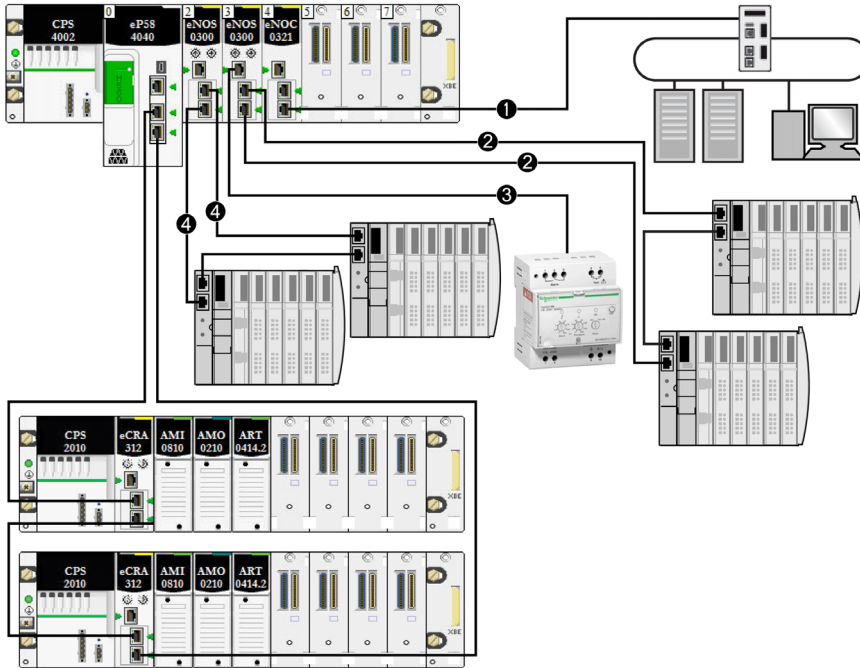 0 2 3 4 5 6 7
CPS
4002
eP58
4040
eNOS
0300
eNOS
0300
eNOC
0321
XBE
1
2
2
3
4
4
Schneider
CPS
2010
eCRA
312
AMI
0810
AMO
0210
ART
0414.2
XBE
CPS
2010
eCRA
312
AMI
0810
AMO
0210
ART
0414.2
XBE